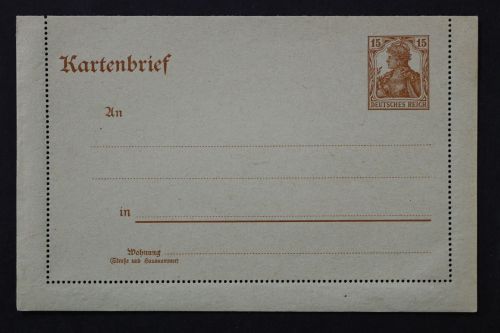 Kartenbrief
15 15
DEUTSCHES REICH
An
in
Wohnung
(Straße und Hausnummer)